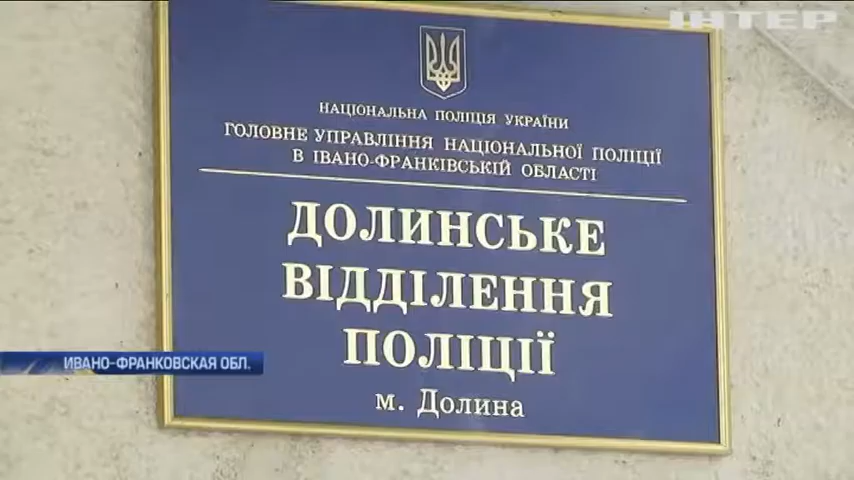 ІНТЕР
НАЦІОНАЛЬНА ПОЛІЦІЯ УКРАЇНИ
ГОЛОВНЕ УПРАВЛІННЯ НАЦІОНАЛЬНОЇ ПОЛІЦІЇ
В ІВАНО-ФРАНКІВСЬКІЙ ОБЛАСТІ
ДОЛИНСЬКЕ
ВІДДІЛЕННЯ
ПОЛІЦІЇ
м. Долина
ИВАНО-ФРАНКОВСКАЯ ОБЛ.